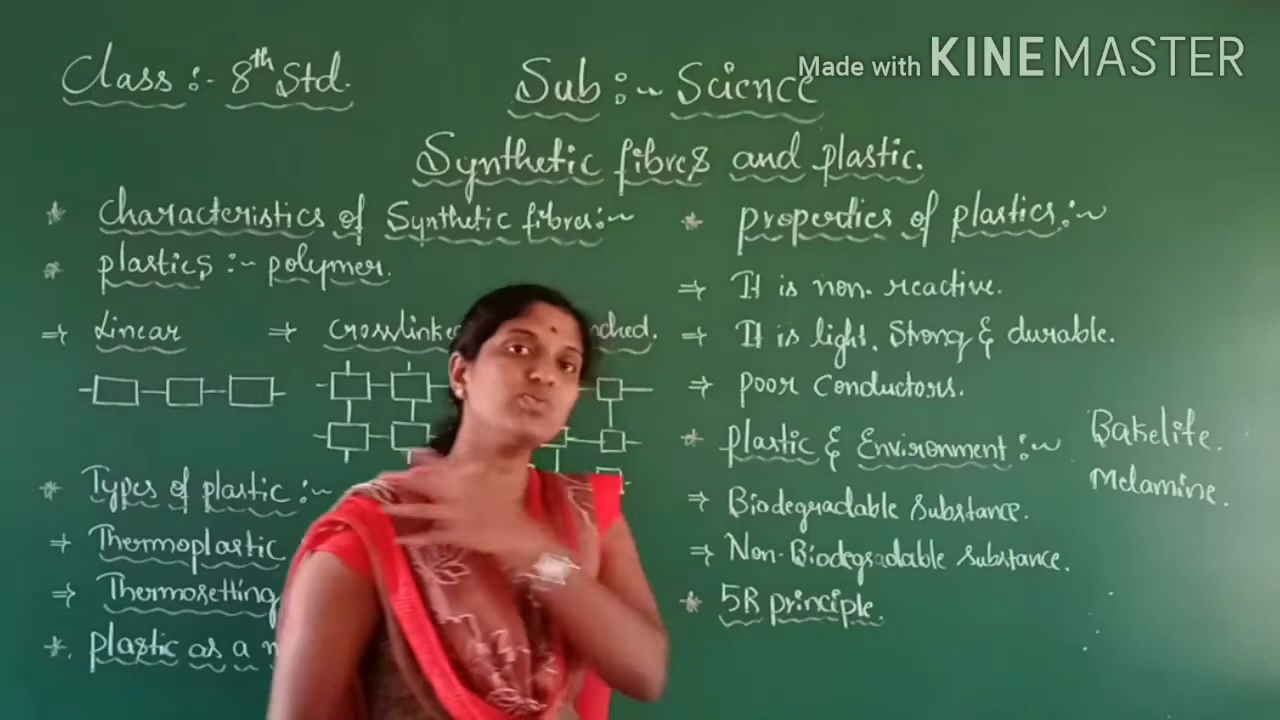 Made with KINEMASTER
Class :- 8th Std.
Sub :- Science
Synthetic fibres and plastic.
* Characteristics of Synthetic fibres :-
* plastics :- polymer.
⇒ Linear ⇒ crosslinked
* Types of plastic :-
⇒ Thermoplastic
⇒ Thermosetting
* plastic as a
* properties of plastics :-
⇒ It is non-reactive.
⇒ It is light, Strong & durable.
⇒ poor conductors.
* plastic & Environment :-
⇒ Biodegradable Substance.
⇒ Non-Biodegradable substance.
* 5R principle.
Bakelite.
Melamine.